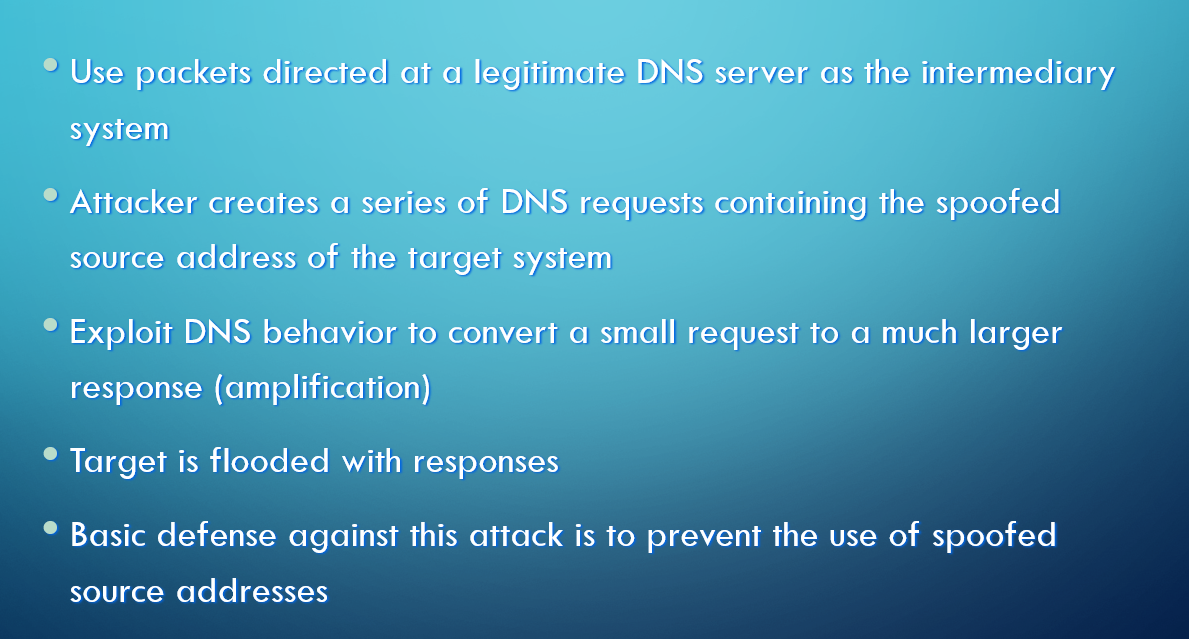 • Use packets directed at a legitimate DNS server as the intermediary
system
• Attacker creates a series of DNS requests containing the spoofed
source address of the target system
• Exploit DNS behavior to convert a small request to a much larger
response (amplification)
• Target is flooded with responses
• Basic defense against this attack is to prevent the use of spoofed
source addresses